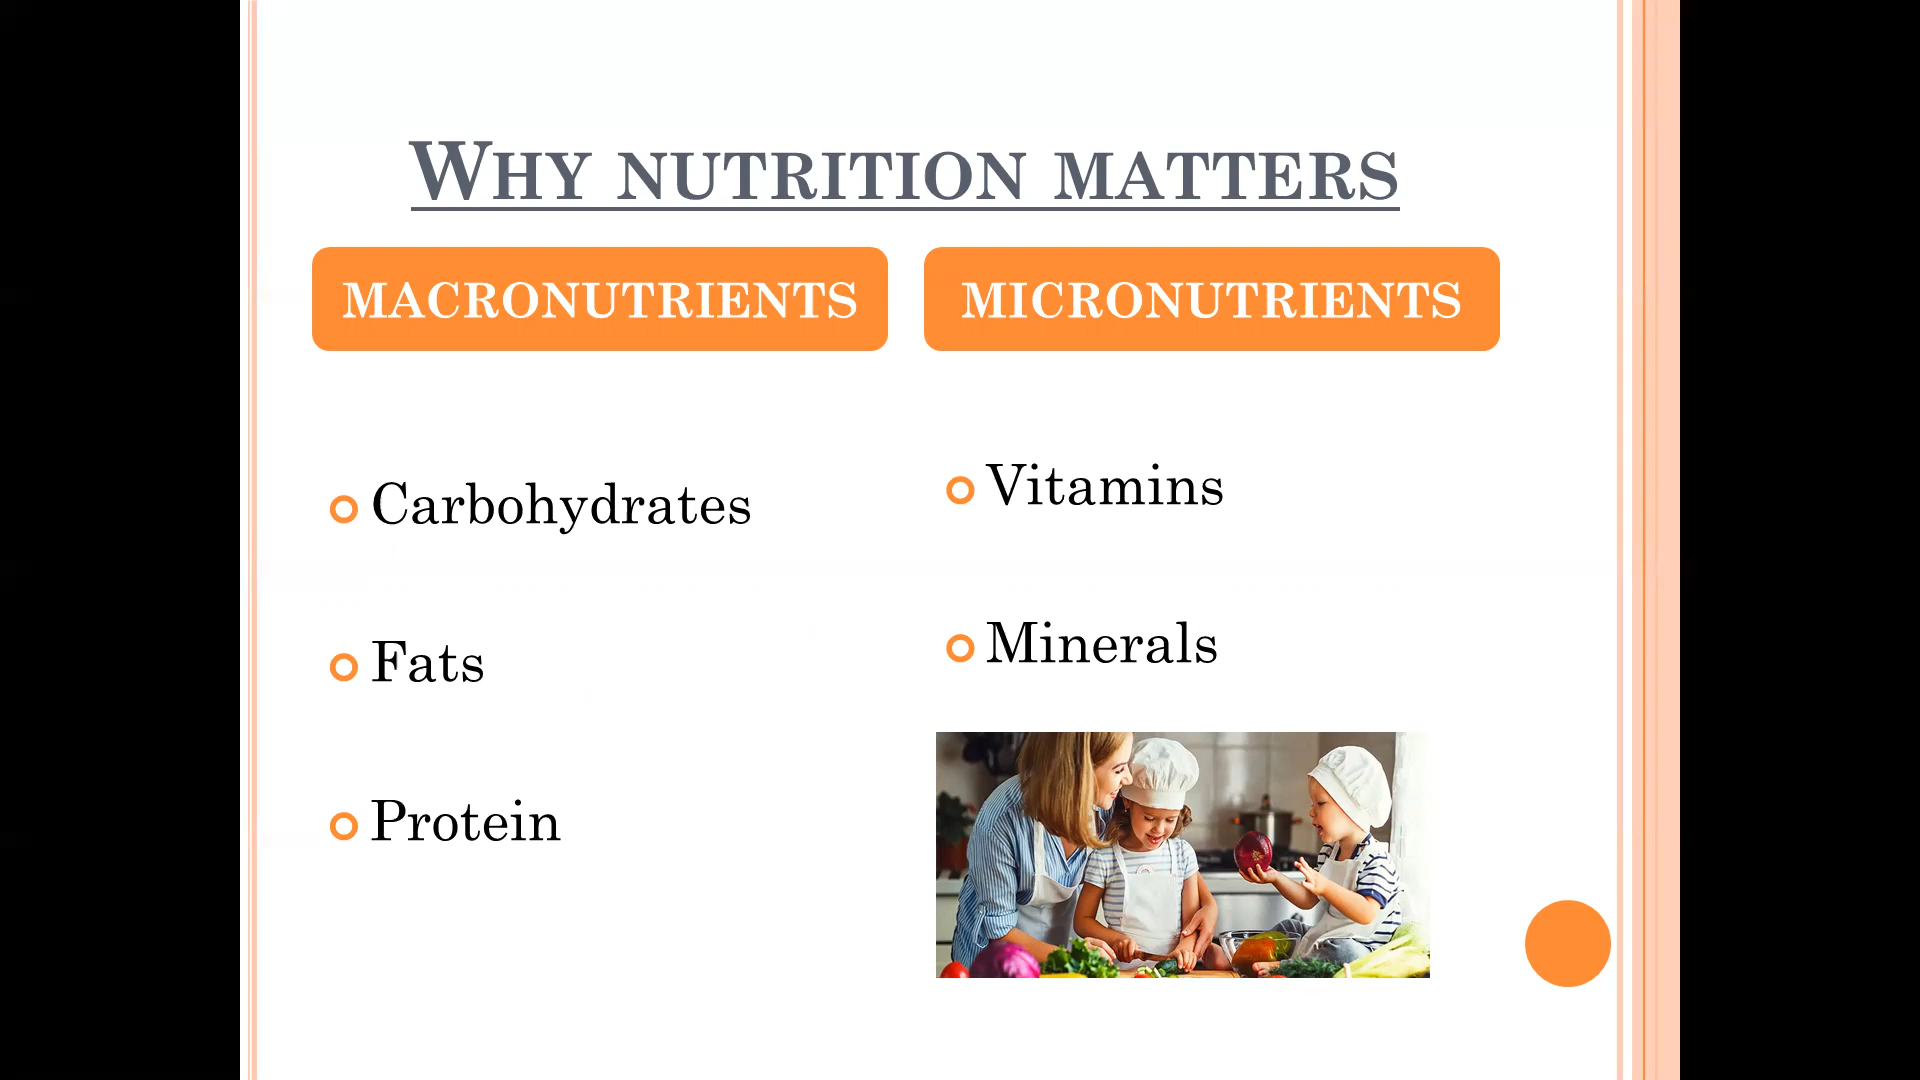 WHY NUTRITION MATTERS
MACRONUTRIENTS
MICRONUTRIENTS
Carbohydrates
Fats
Protein
Vitamins
Minerals